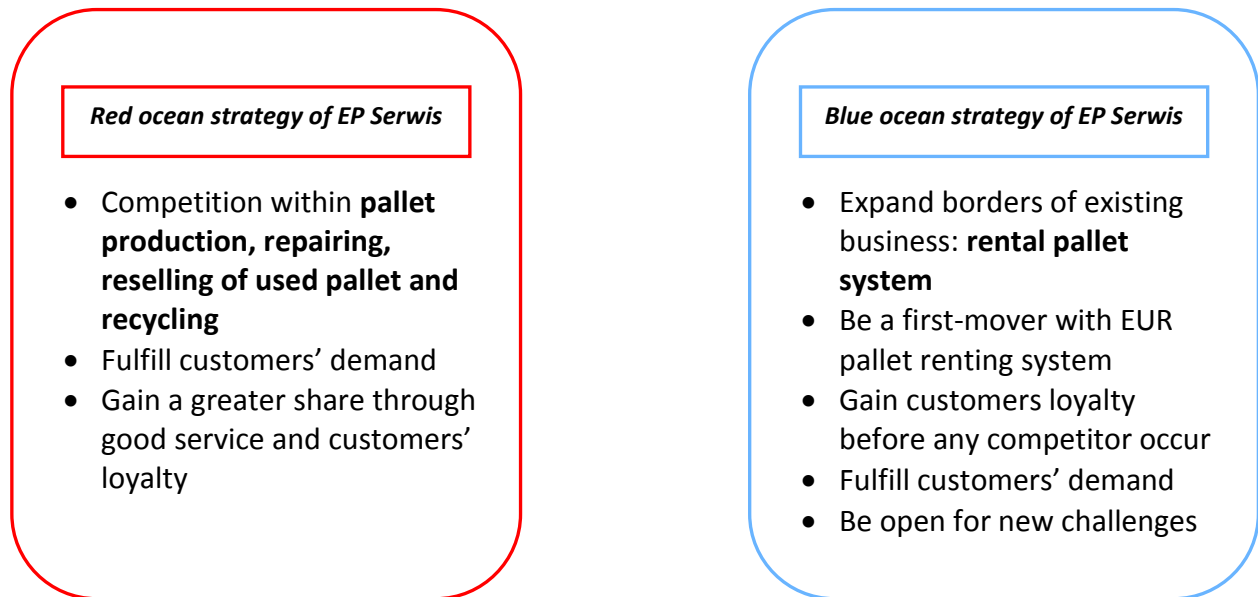 Red ocean strategy of EP Serwis
• Competition within pallet
production, repairing,
reselling of used pallet and
recycling
• Fulfill customers’ demand
• Gain a greater share through
good service and customers’
loyalty
Blue ocean strategy of EP Serwis
• Expand borders of existing
business: rental pallet
system
• Be a first-mover with EUR
pallet renting system
• Gain customers loyalty
before any competitor occur
• Fulfill customers’ demand
• Be open for new challenges